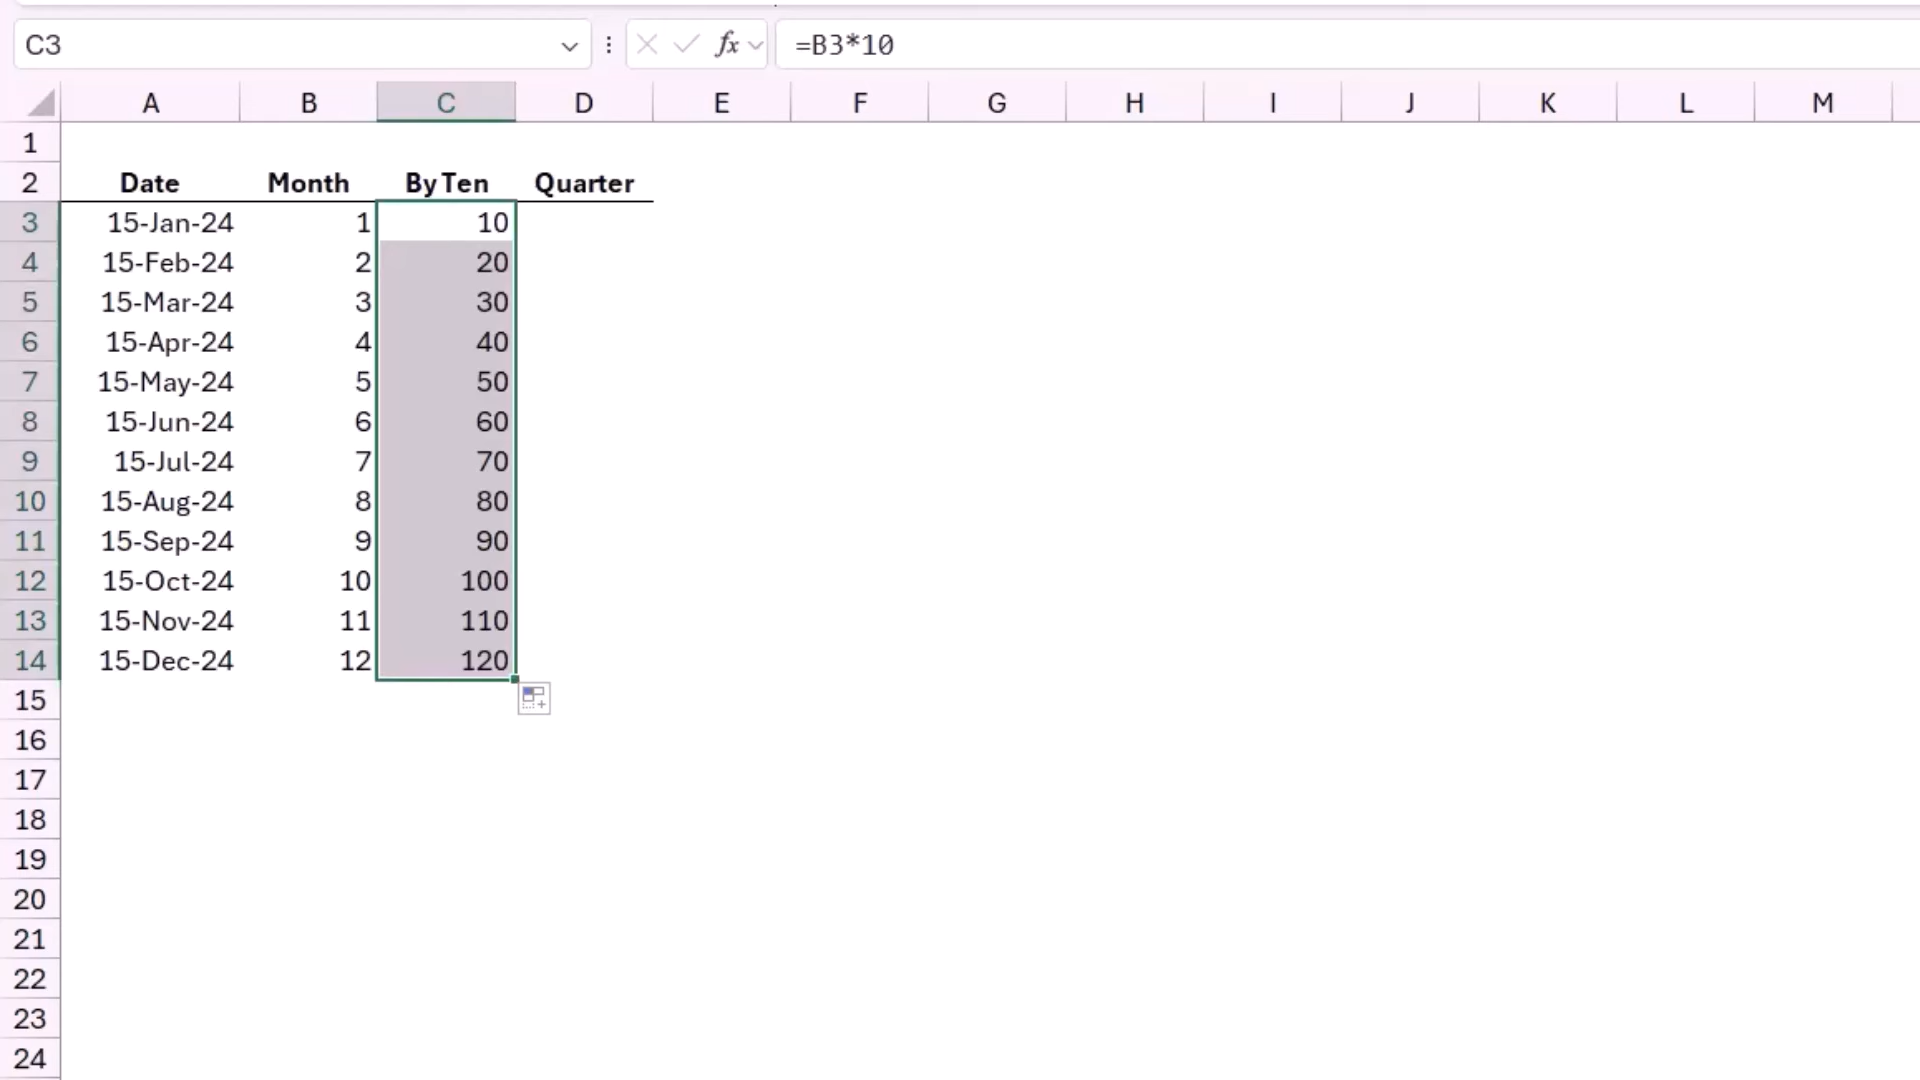 C3 fx =B3*10
A B C D E F G H I J K L M
1
2 Date Month By Ten Quarter
3 15-Jan-24 1 10
4 15-Feb-24 2 20
5 15-Mar-24 3 30
6 15-Apr-24 4 40
7 15-May-24 5 50
8 15-Jun-24 6 60
9 15-Jul-24 7 70
10 15-Aug-24 8 80
11 15-Sep-24 9 90
12 15-Oct-24 10 100
13 15-Nov-24 11 110
14 15-Dec-24 12 120
15
16
17
18
19
20
21
22
23
24